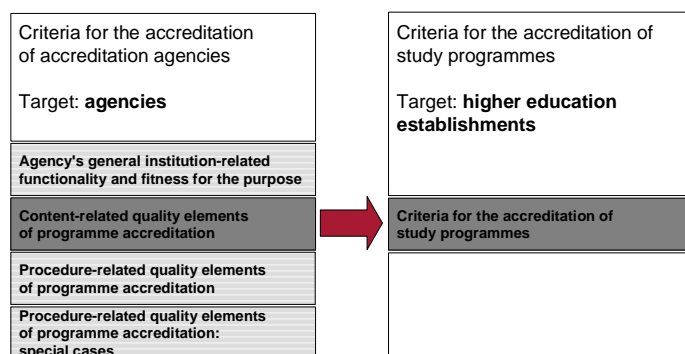 Criteria for the accreditation
of accreditation agencies
Target: agencies
Agency's general institution-related
functionality and fitness for the purpose
Content-related quality elements
of programme accreditation
Procedure-related quality elements
of programme accreditation
Procedure-related quality elements
of programme accreditation:
special cases
Criteria for the accreditation of
study programmes
Target: higher education
establishments
Criteria for the accreditation of
study programmes